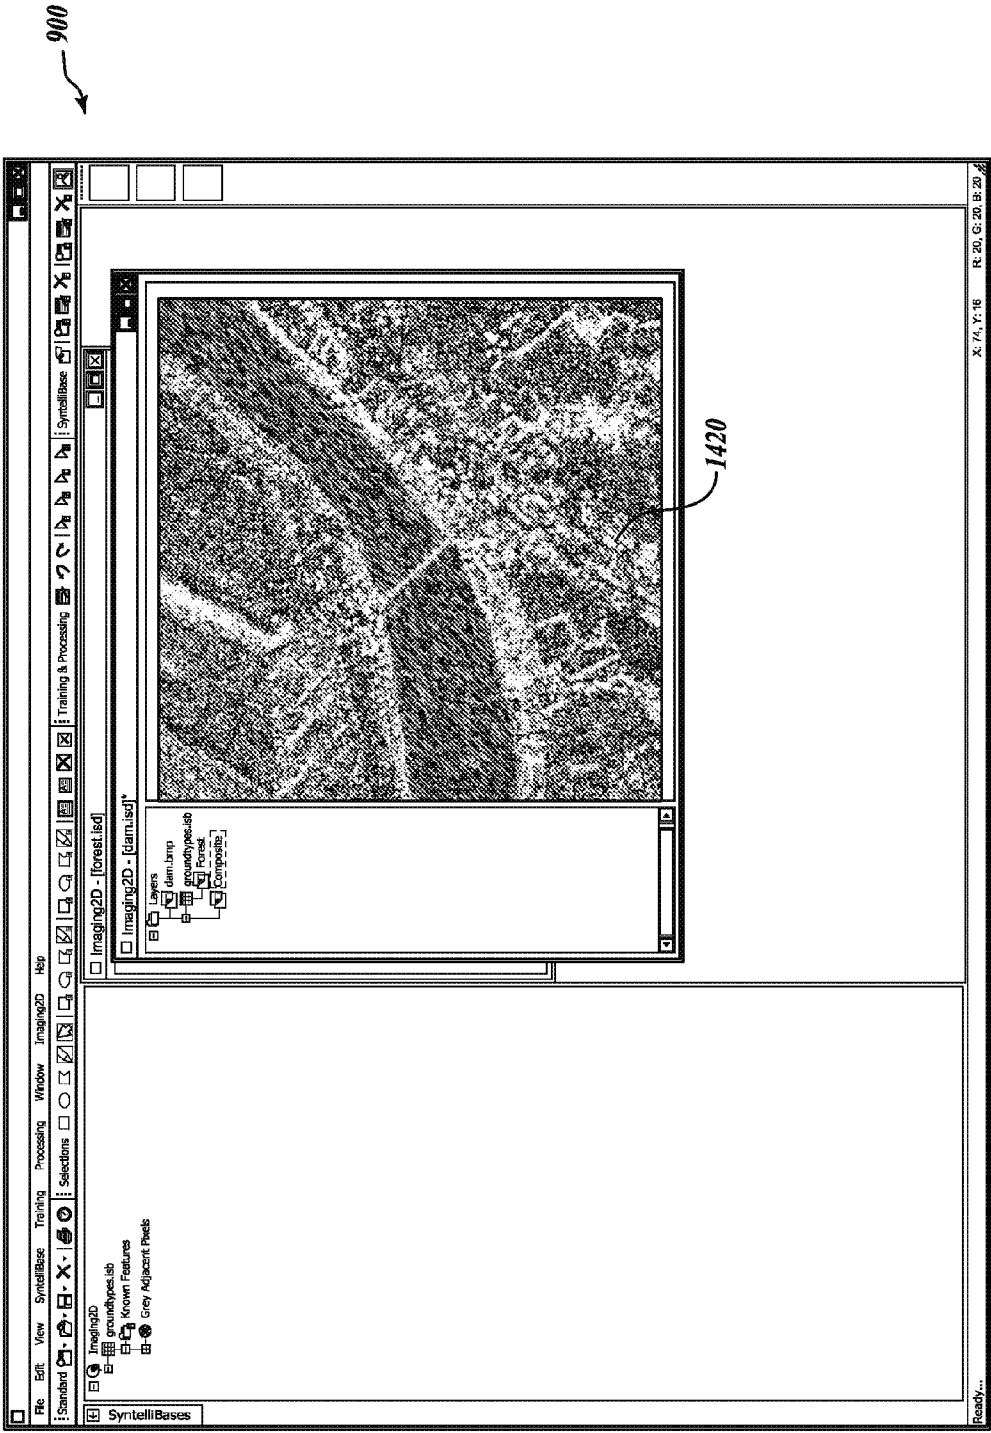 900
File Edit View SyntelliBase Training Processing Window Imaging2D Help
Standard Selections Training & Processing SyntelliBase
SyntelliBases
Imaging2D
groundtypes.isb
Known Features
Grey Adjacent Pixels
Imaging2D - [forest.isd]
Imaging2D - [dam.isd]*
Layers
dam.bmp
groundtypes.isb
Forest
Composite
1420
Ready... X: 74, Y: 16 R: 20, G: 20, B: 20